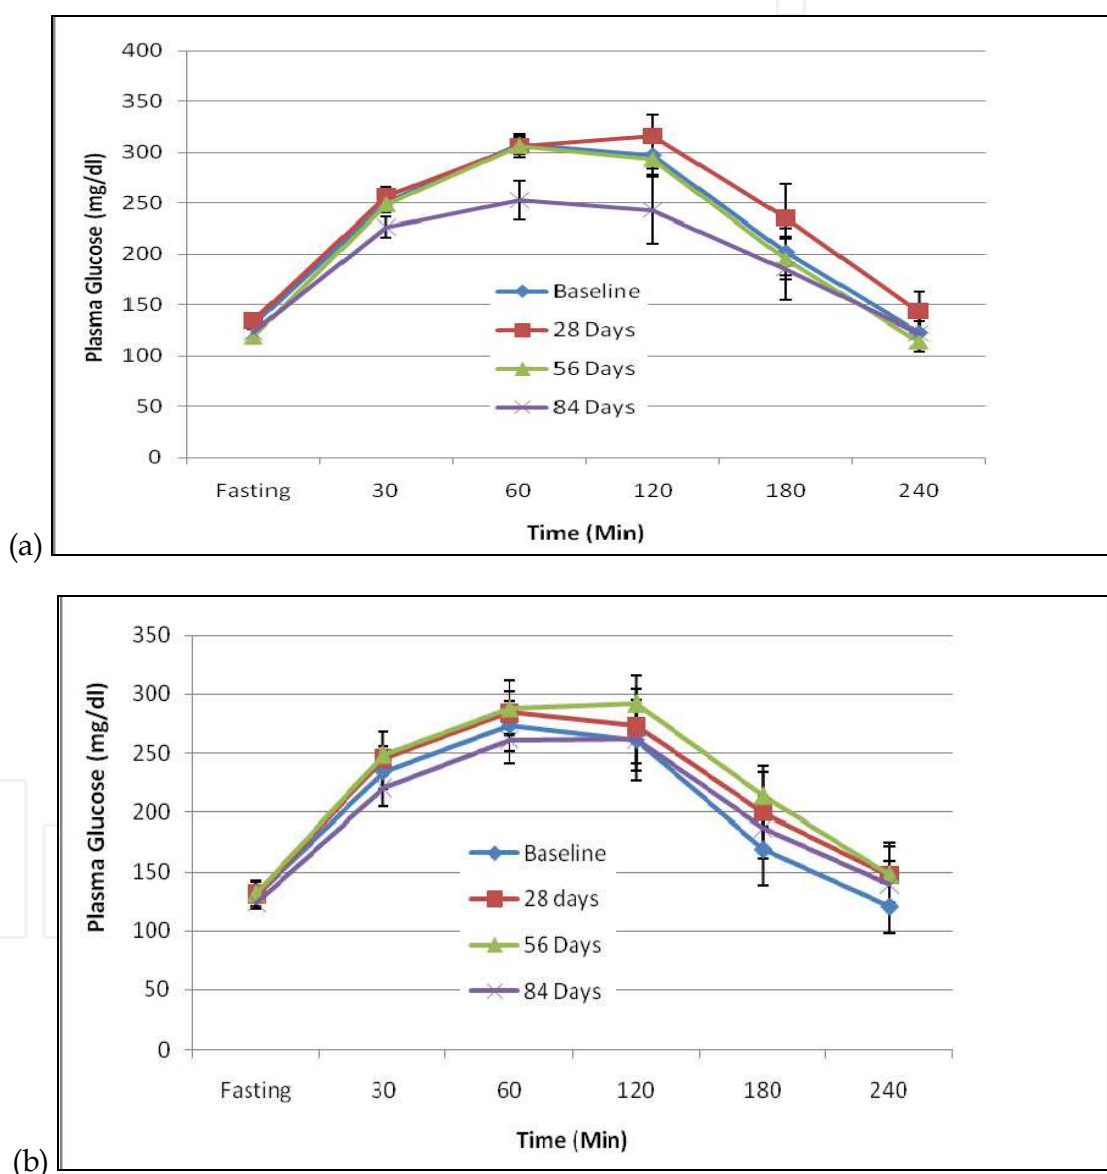 400
350
300
250
200
150
100
50
0
Plasma Glucose (mg/dl)
Baseline
28 Days
56 Days
84 Days
Fasting 30 60 120 180 240
Time (Min)
(a)
350
300
250
200
150
100
50
0
Plasma Glucose (mg/dl)
Baseline
28 days
56 Days
84 Days
Fasting 30 60 120 180 240
Time (Min)
(b)